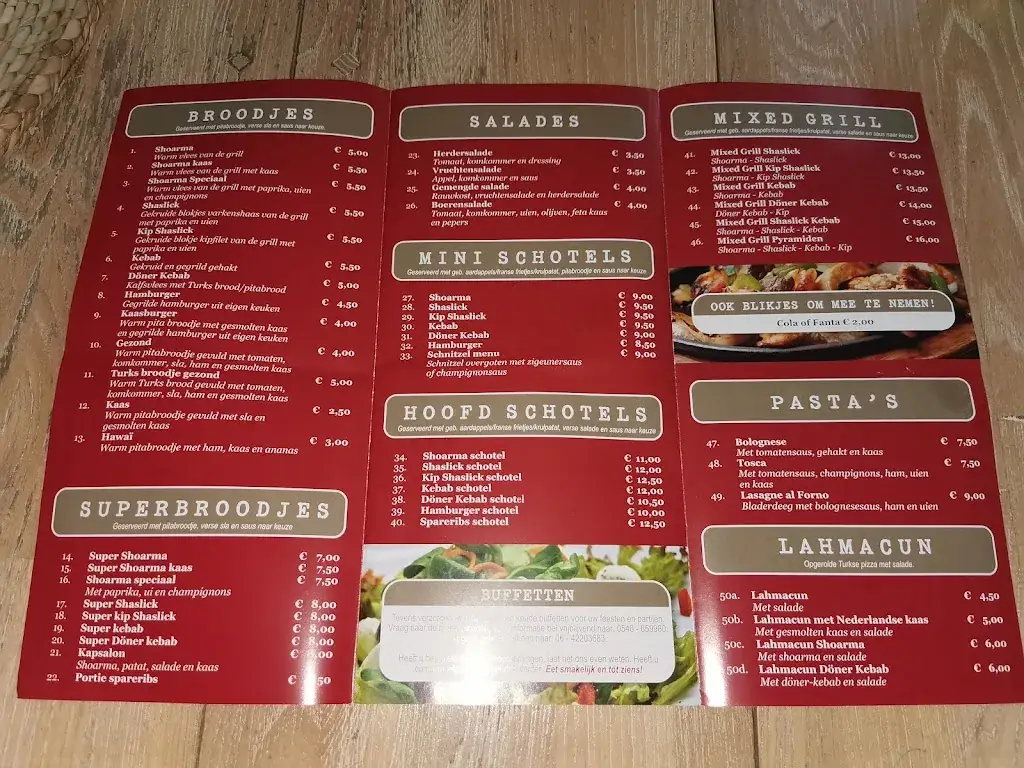 BROODJES
Geserveerd met pitabroodje, verse sla en saus naar keuze.
1. Shoarma € 5,00
Warm vlees van de grill
2. Shoarma kaas € 5,50
Warm vlees van de grill met kaas
3. Shoarma Speciaal € 5,50
Warm vlees van de grill met paprika, uien
en champignons
4. Shaslick € 5,50
Gekruide blokjes varkenshaas van de grill
met paprika en uien
5. Kip Shaslick € 5,50
Gekruide blokje kipfilet van de grill met
paprika en uien
6. Kebab € 5,50
Gekruid en gegrild gehakt
7. Döner Kebab € 5,00
Kalfsvlees met Turks brood/pitabrood
8. Hamburger € 4,50
Gegrilde hamburger uit eigen keuken
9. Kaasburger € 4,00
Warm pita broodje met gesmolten kaas
en gegrilde hamburger uit eigen keuken
10. Gezond € 4,00
Warm pitabroodje gevuld met tomaten,
komkommer, sla, ham en gesmolten kaas
11. Turks broodje gezond € 5,00
Warm Turks brood gevuld met tomaten,
komkommer, sla, ham en gesmolten kaas
12. Kaas € 2,50
Warm pitabroodje gevuld met sla en
gesmolten kaas
13. Hawaï € 3,00
Warm pitabroodje met ham, kaas en ananas
SUPERBROODJES
Geserveerd met pitabroodje, verse sla en saus naar keuze
14. Super Shoarma € 7,00
15. Super Shoarma kaas € 7,50
16. Shoarma speciaal € 7,50
Met paprika, ui en champignons
17. Super Shaslick € 8,00
18. Super kip Shaslick € 8,00
19. Super kebab € 8,00
20. Super Döner kebab € 8,00
21. Kapsalon €
Shoarma, patat, salade en kaas
22. Portie spareribs €
SALADES
23. Herdersalade € 3,50
Tomaat, komkommer en dressing
24. Vruchtensalade € 3,50
Appel, komkommer en saus
25. Gemengde salade € 4,00
Rauwkost, vruchtensalade en herdersalade
26. Boerensalade € 4,00
Tomaat, komkommer, uien, olijven, feta kaas
en pepers
MINI SCHOTELS
Geserveerd met geb. aardappels/franse frietjes/krulpatat, pitabroodje en saus naar keuze
27. Shoarma € 9,00
28. Shaslick € 9,50
29. Kip Shaslick € 9,50
30. Kebab € 9,50
31. Döner Kebab € 9,00
32. Hamburger € 8,50
33. Schnitzel menu € 9,00
Schnitzel overgoten met zigeunersaus
of champignonsaus
HOOFD SCHOTELS
Geserveerd met geb. aardappels/franse frietjes/krulpatat, verse salade en saus naar keuze
34. Shoarma schotel € 11,00
35. Shaslick schotel € 12,00
36. Kip Shaslick schotel € 12,50
37. Kebab schotel € 12,00
38. Döner Kebab schotel € 10,50
39. Hamburger schotel € 10,00
40. Spareribs schotel € 12,50
BUFFETTEN
Tevens verzorgen
buffetten voor uw feesten en partijen.
Eet smakelijk en tot ziens!
MIXED GRILL
Geserveerd met geb. aardappels/franse frietjes/krulpatat, verse salade en saus naar keuze
41. Mixed Grill Shaslick € 13,00
Shoarma - Shaslick
42. Mixed Grill Kip Shaslick € 13,50
Shoarma - Kip Shaslick
43. Mixed Grill Kebab € 13,50
Shoarma - Kebab
44. Mixed Grill Döner Kebab € 14,00
Döner Kebab - Kip
45. Mixed Grill Shaslick Kebab € 15,00
Shoarma - Shaslick - Kebab
46. Mixed Grill Pyramiden € 16,00
Shoarma - Shaslick - Kebab - Kip
OOK BLIKJES OM MEE TE NEMEN!
Cola of Fanta € 2,00
PASTA'S
47. Bolognese € 7,50
Met tomatensaus, gehakt en kaas
48. Tosca € 7,50
Met tomatensaus, champignons, ham, uien
en kaas
49. Lasagne al Forno € 9,00
Bladerdeeg met bolognesesaus, ham en uien
LAHMACUN
Opgerolde Turkse pizza met salade.
50a. Lahmacun € 4,50
Met salade
50b. Lahmacun met Nederlandse kaas € 5,00
Met gesmolten kaas en salade
50c. Lahmacun Shoarma € 6,00
Met shoarma en salade
50d. Lahmacun Döner Kebab € 6,00
Met döner-kebab en salade